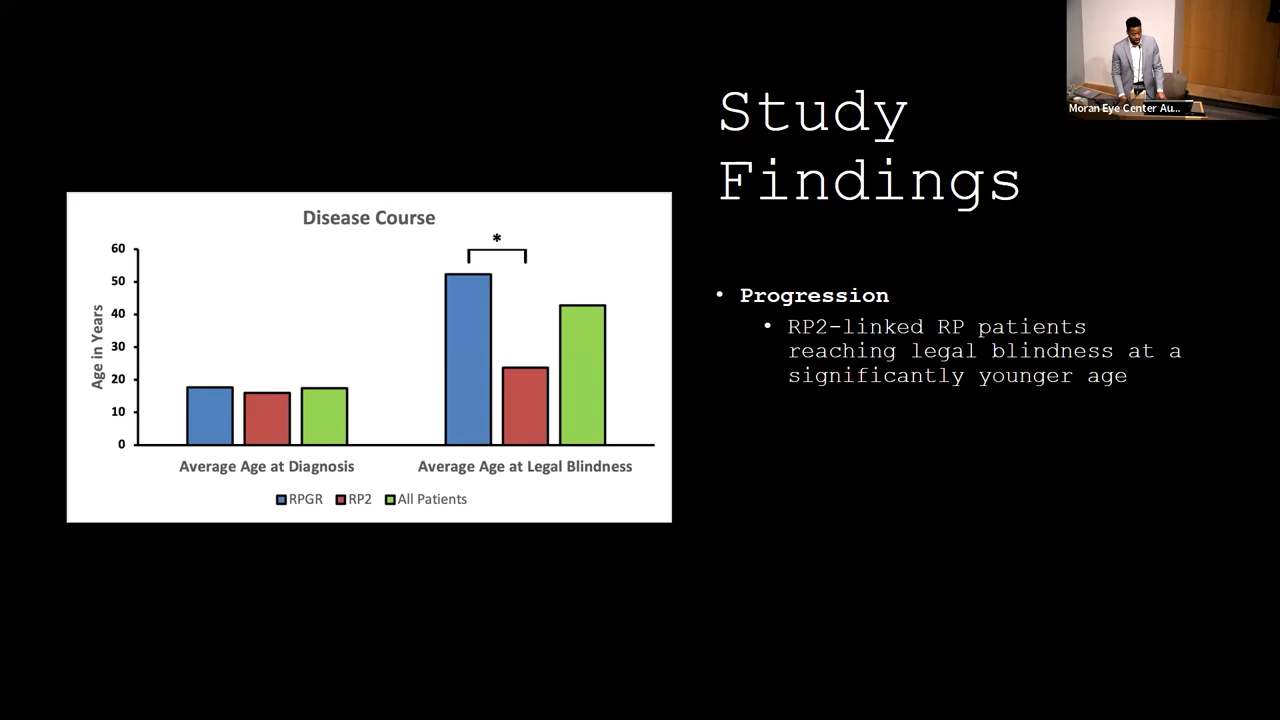 Moran Eye Center Au...
Study
Findings
Disease Course
*
60
50
40
30
20
10
0
Age in Years
Average Age at Diagnosis
Average Age at Legal Blindness
RPGR
RP2
All Patients
• Progression
• RP2-linked RP patients
reaching legal blindness at a
significantly younger age